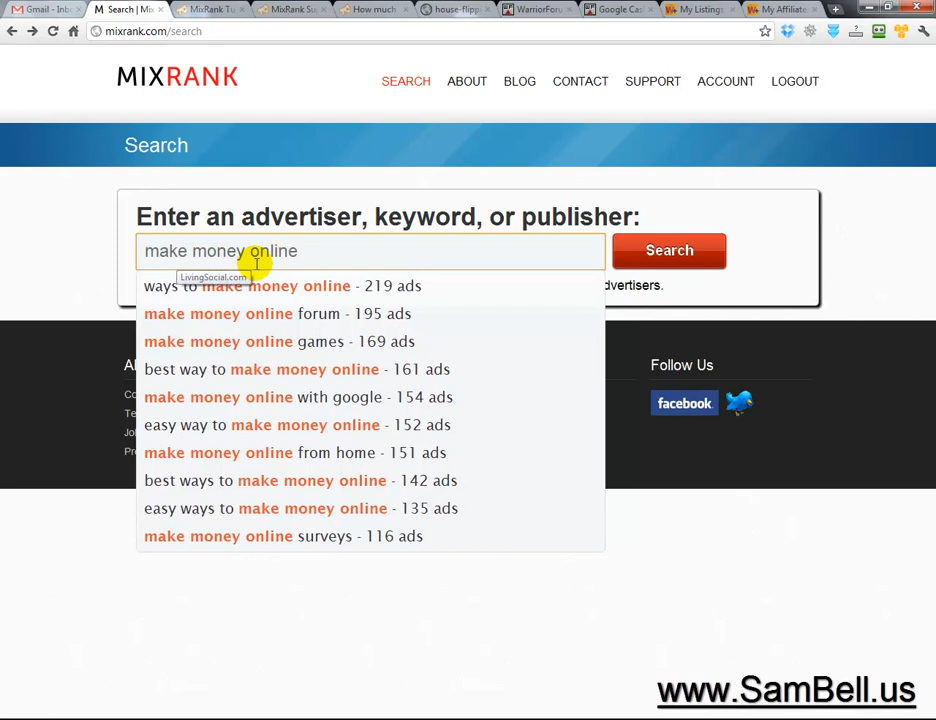 Gmail - Inb
Search | Mix
MixRank Tu
MixRank Su
How much
house-flipp
WarriorForu
Google Cas
My Listings
My Affiliate
mixrank.com/search
MIXRANK
SEARCH ABOUT BLOG CONTACT SUPPORT ACCOUNT LOGOUT
Search
Enter an advertiser, keyword, or publisher:
make money online
Search
LivingSocial.com
ways to make money online - 219 ads
dvertisers.
make money online forum - 195 ads
make money online games - 169 ads
best way to make money online - 161 ads
make money online with google - 154 ads
easy way to make money online - 152 ads
make money online from home - 151 ads
best ways to make money online - 142 ads
easy ways to make money online - 135 ads
make money online surveys - 116 ads
Follow Us
facebook
www.SamBell.us